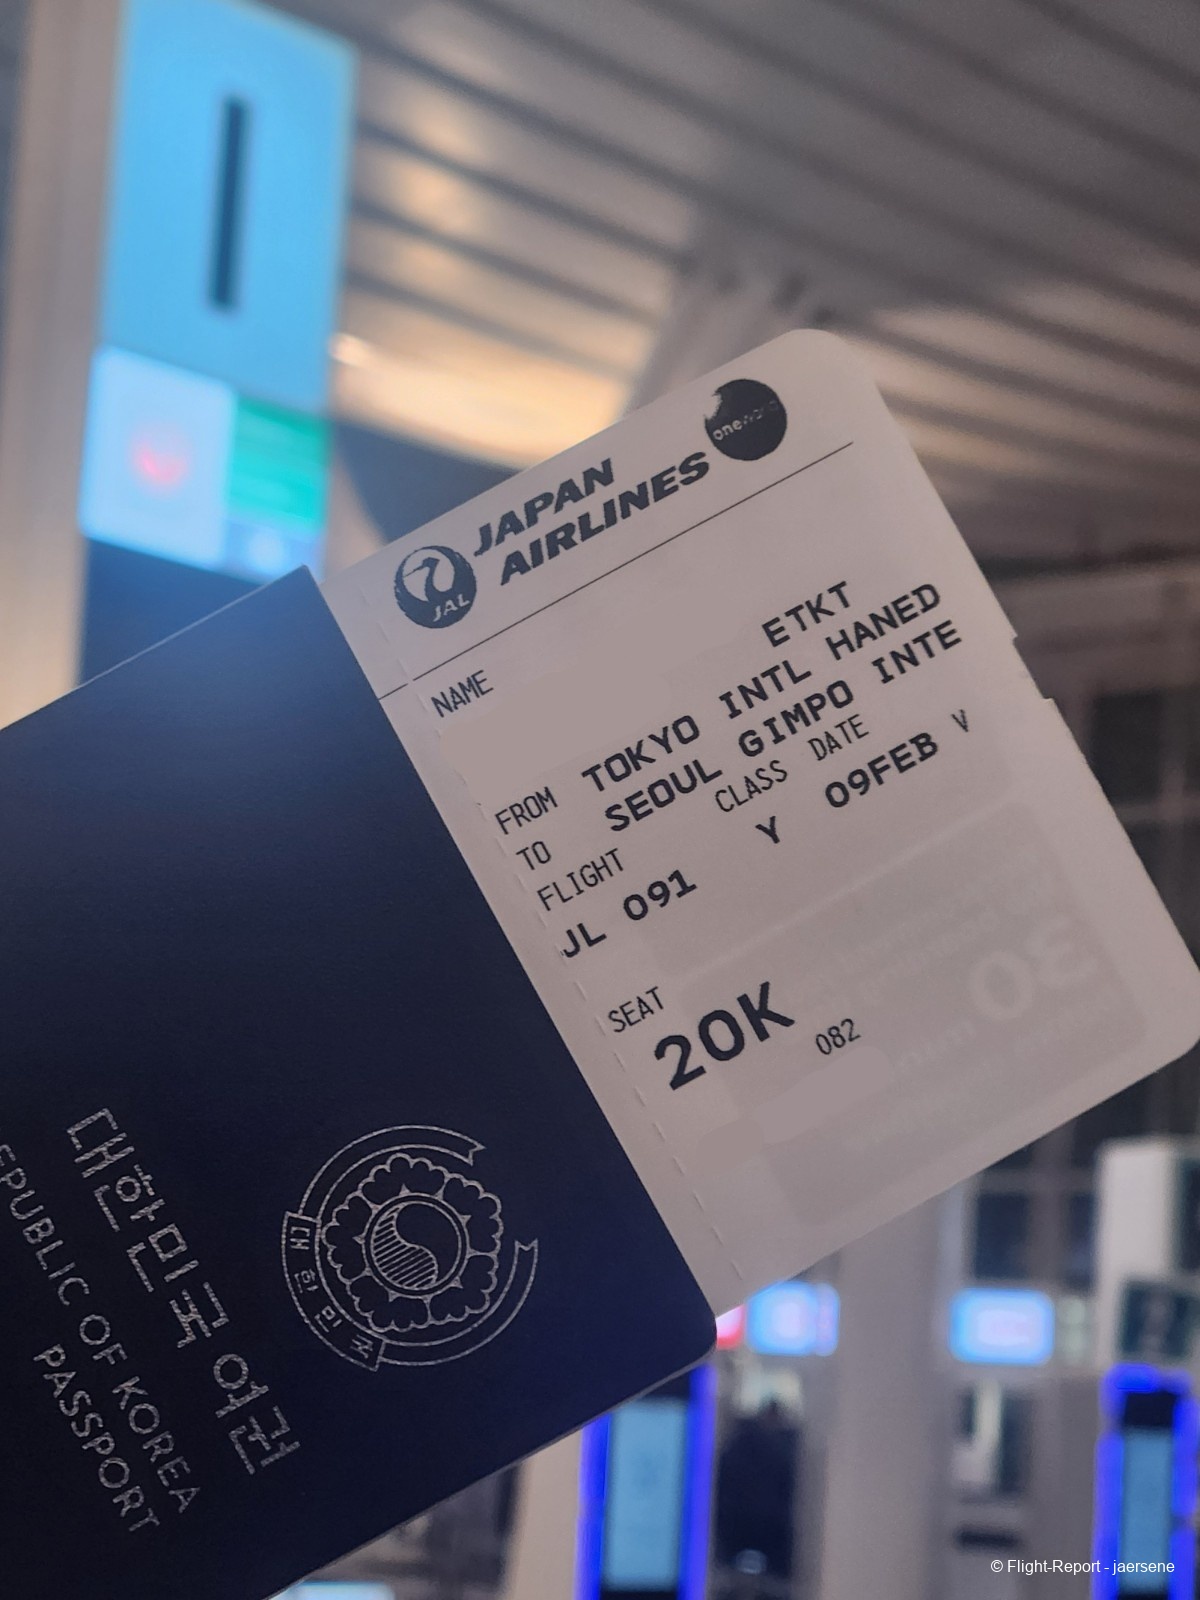 JAPAN
AIRLINES
oneworld
JAL
ETKT
NAME
FROM TOKYO INTL HANED
TO SEOUL GIMPO INTE
FLIGHT CLASS DATE
JL 091 Y 09FEB V
SEAT
20K 082
대한민국 여권
EPUBLIC OF KOREA
PASSPORT
대한민국
© Flight-Report - jaersene